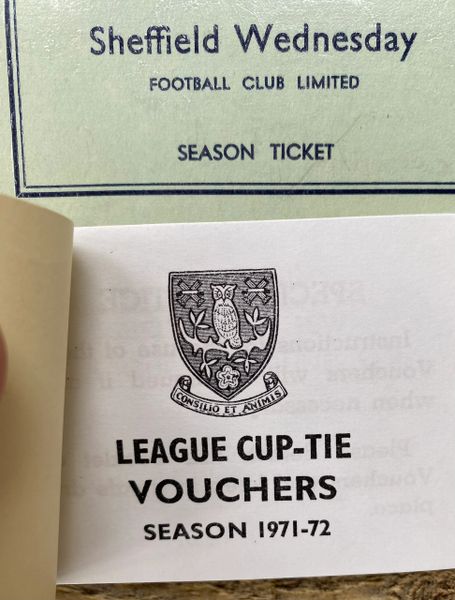 Sheffield Wednesday
FOOTBALL CLUB LIMITED
SEASON TICKET
CONSILIO ET ANIMIS
LEAGUE CUP-TIE
VOUCHERS
SEASON 1971-72